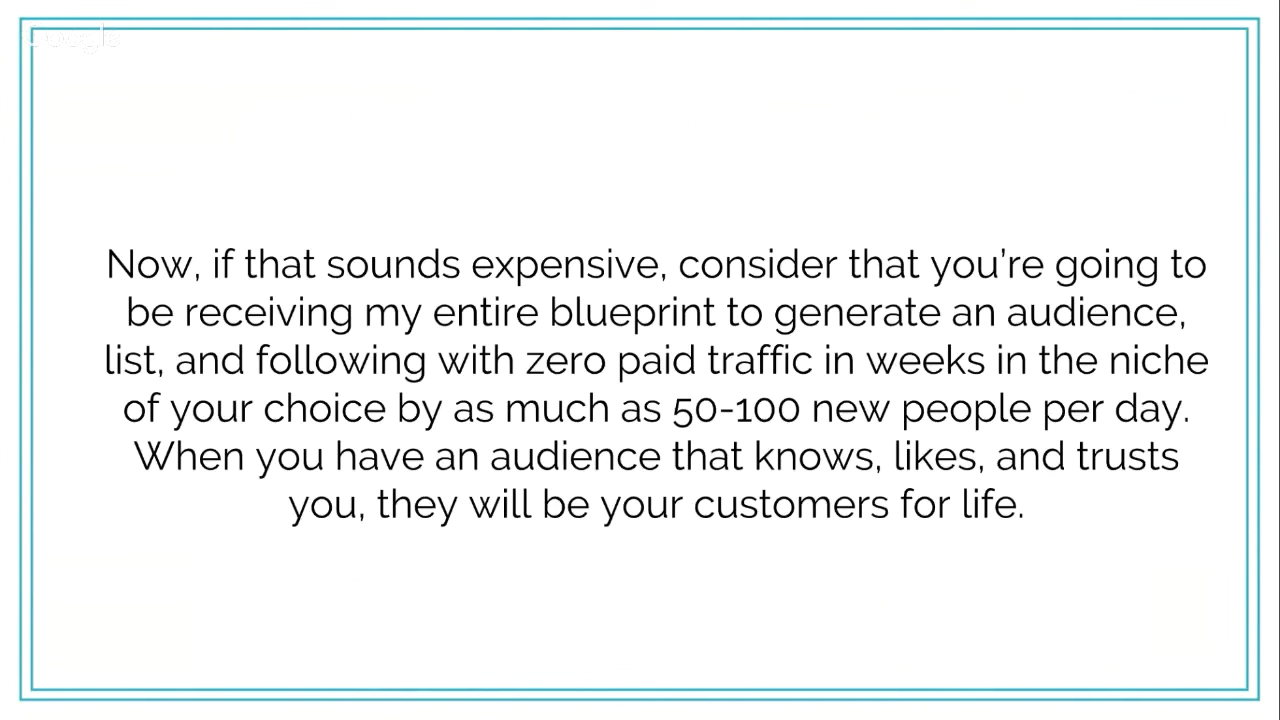 Google
Now, if that sounds expensive, consider that you’re going to
be receiving my entire blueprint to generate an audience,
list, and following with zero paid traffic in weeks in the niche
of your choice by as much as 50-100 new people per day.
When you have an audience that knows, likes, and trusts
you, they will be your customers for life.